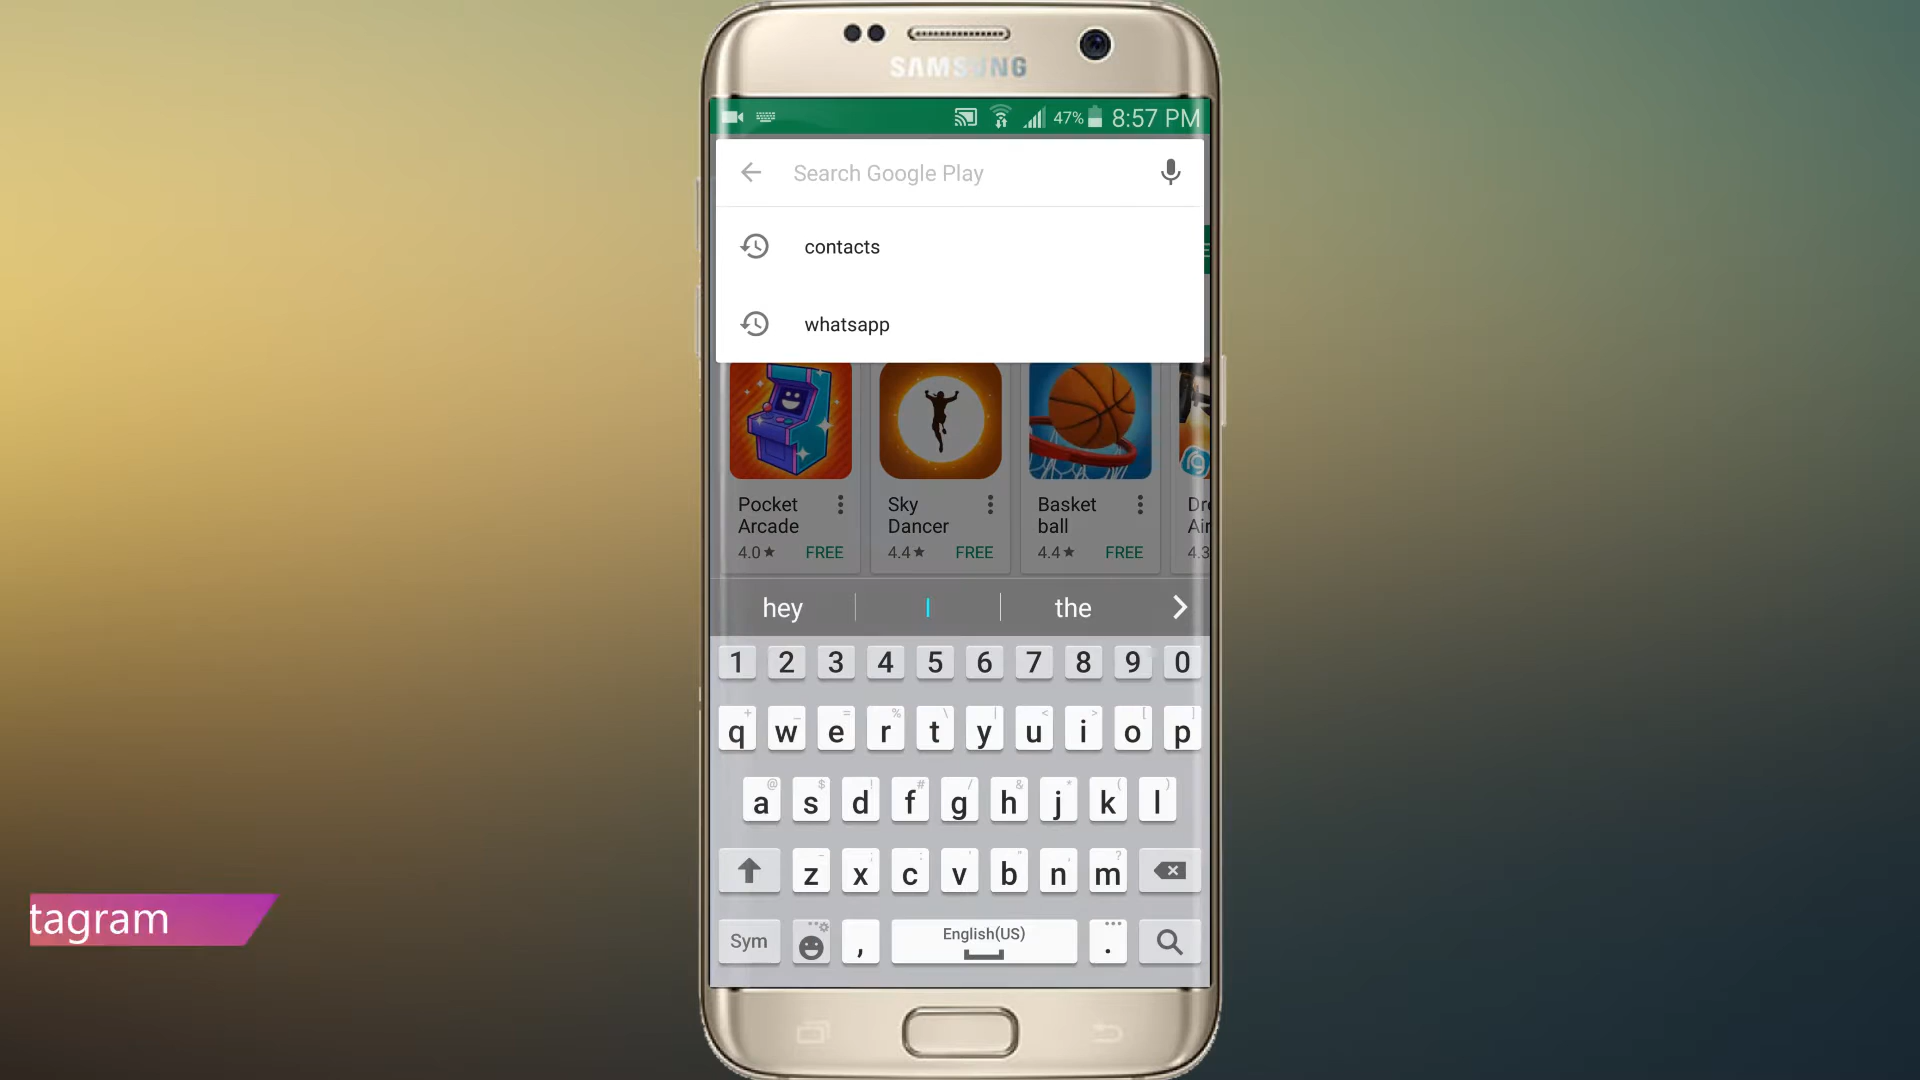 SAMSUNG
47% 8:57 PM
Search Google Play
contacts
whatsapp
Pocket Arcade
4.0★ FREE
Sky Dancer
4.4★ FREE
Basket ball
4.4★ FREE
4.3
hey
I
the
1 2 3 4 5 6 7 8 9 0
q w e r t y u i o p
a s d f g h j k l
z x c v b n m
Sym , English(US) .
tagram